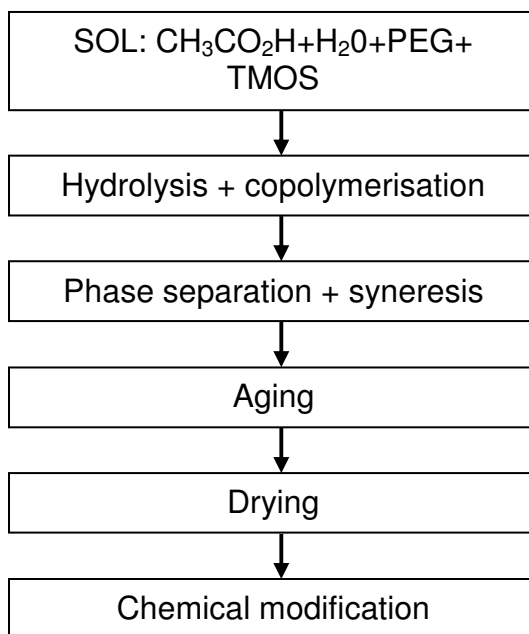 SOL: CH₃CO₂H+H₂0+PEG+
TMOS
Hydrolysis + copolymerisation
Phase separation + syneresis
Aging
Drying
Chemical modification